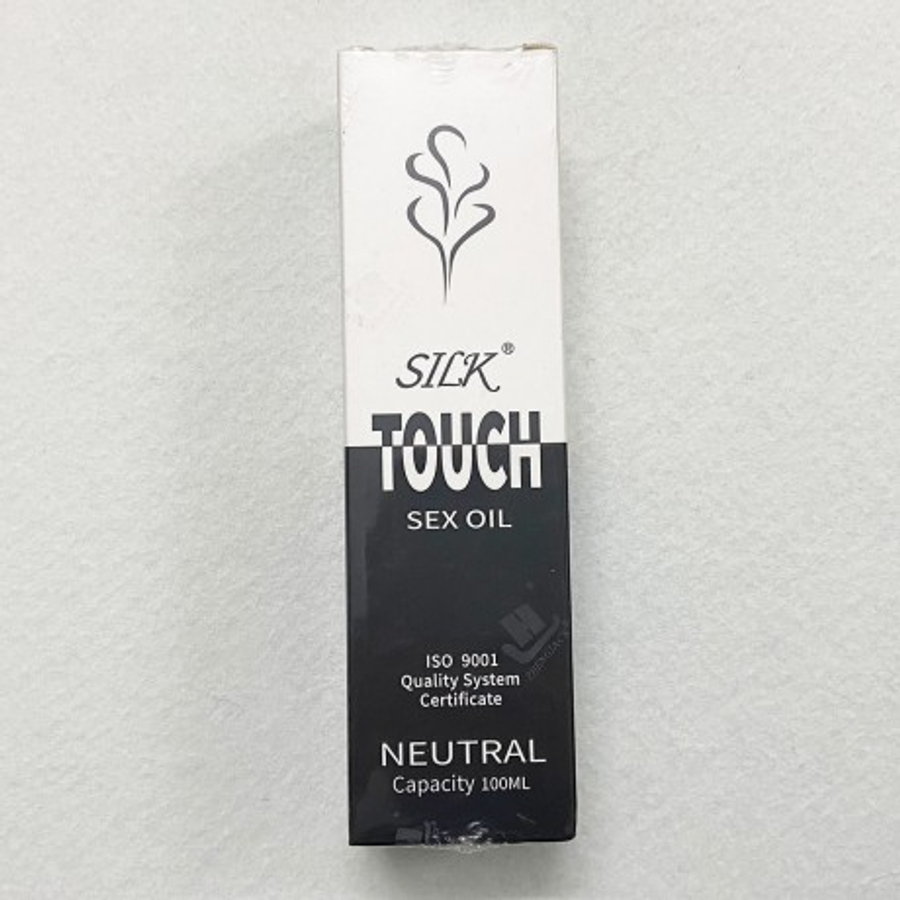 SILK®
TOUCH
SEX OIL
ISO 9001
Quality System
Certificate
NEUTRAL
Capacity 100ML